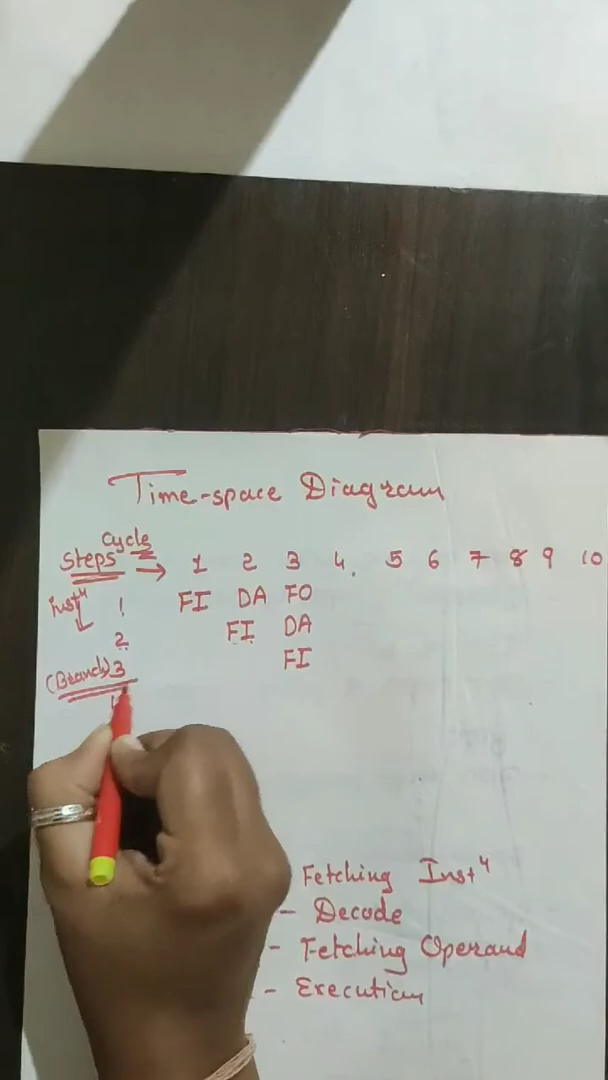 Time-space Diagram
Cycle
Steps → 1 2 3 4. 5 6 7 8 9 10
instⁿ 1 FI DA FO
2 FI DA
(Branch) 3 FI
Fetching Instⁿ
- Decode
- Fetching Operand
- Execution